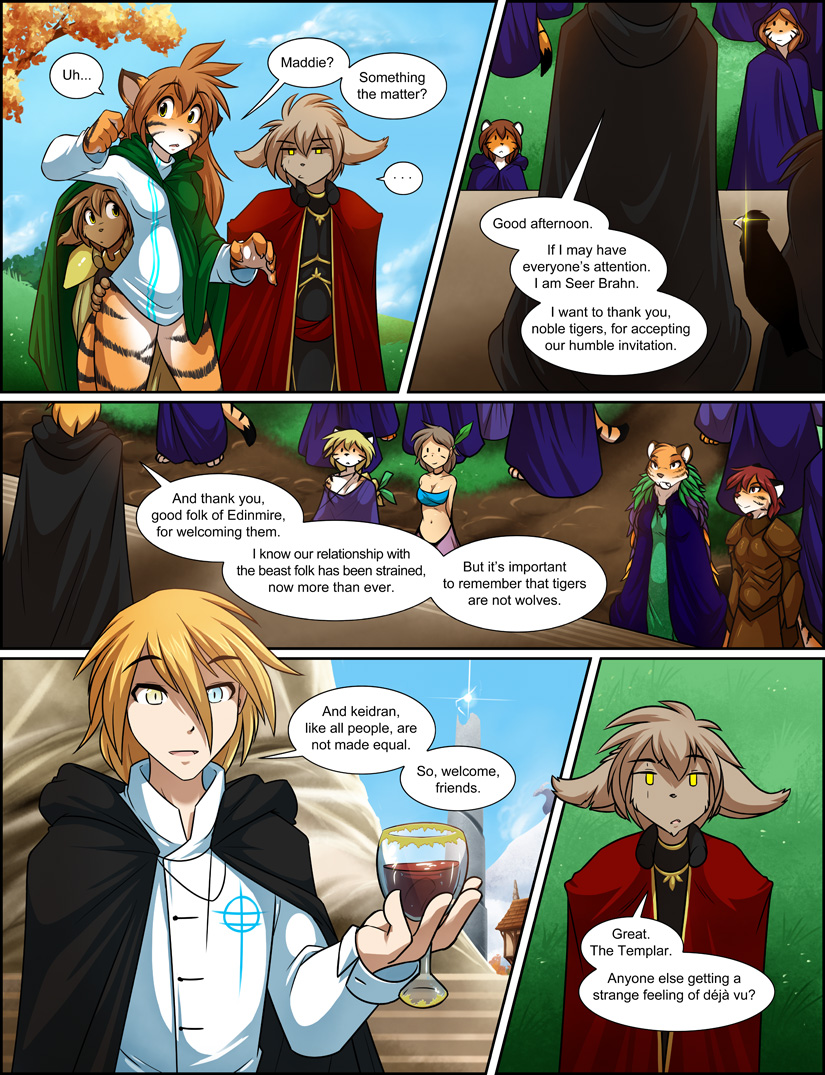 Uh...
Maddie?
Something
the matter?
. . .
Good afternoon.
If I may have
everyone's attention.
I am Seer Brahn.
I want to thank you,
noble tigers, for accepting
our humble invitation.
And thank you,
good folk of Edinmire,
for welcoming them.
I know our relationship with
the beast folk has been strained,
now more than ever.
But it's important
to remember that tigers
are not wolves.
And keidran,
like all people, are
not made equal.
So, welcome,
friends.
Great.
The Templar.
Anyone else getting a
strange feeling of déjà vu?